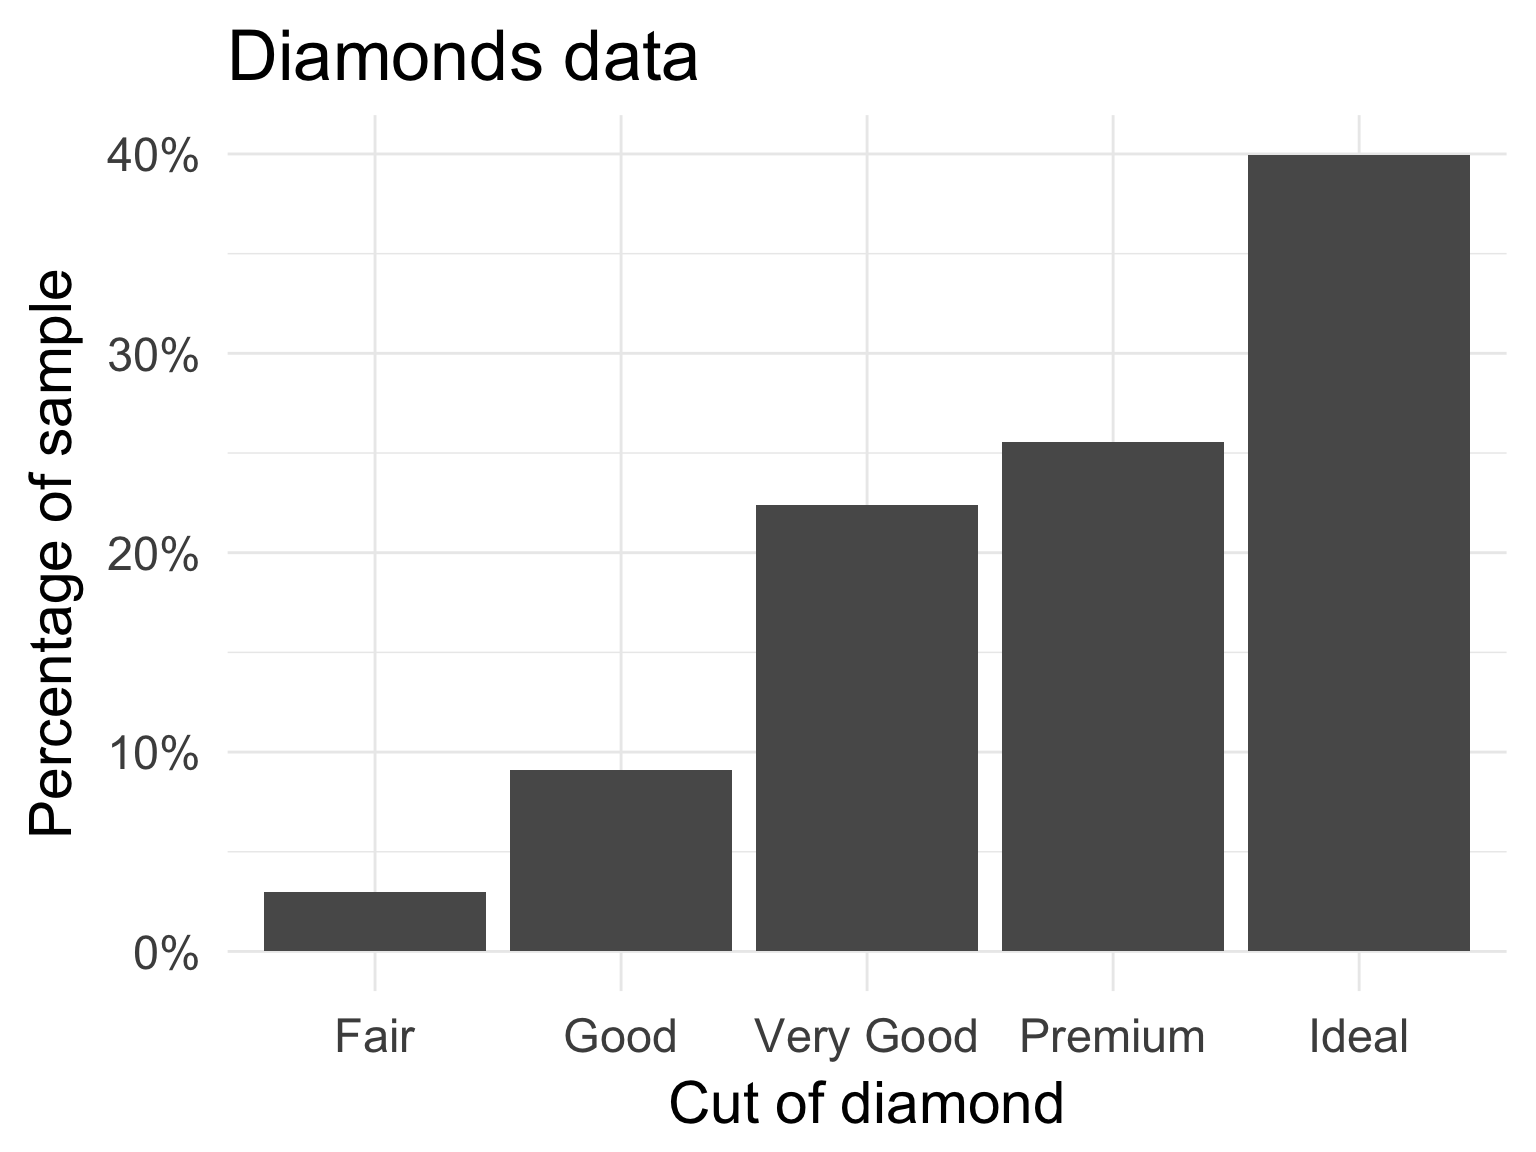 Diamonds data
Percentage of sample
40%
30%
20%
10%
0%
Fair Good Very Good Premium Ideal
Cut of diamond